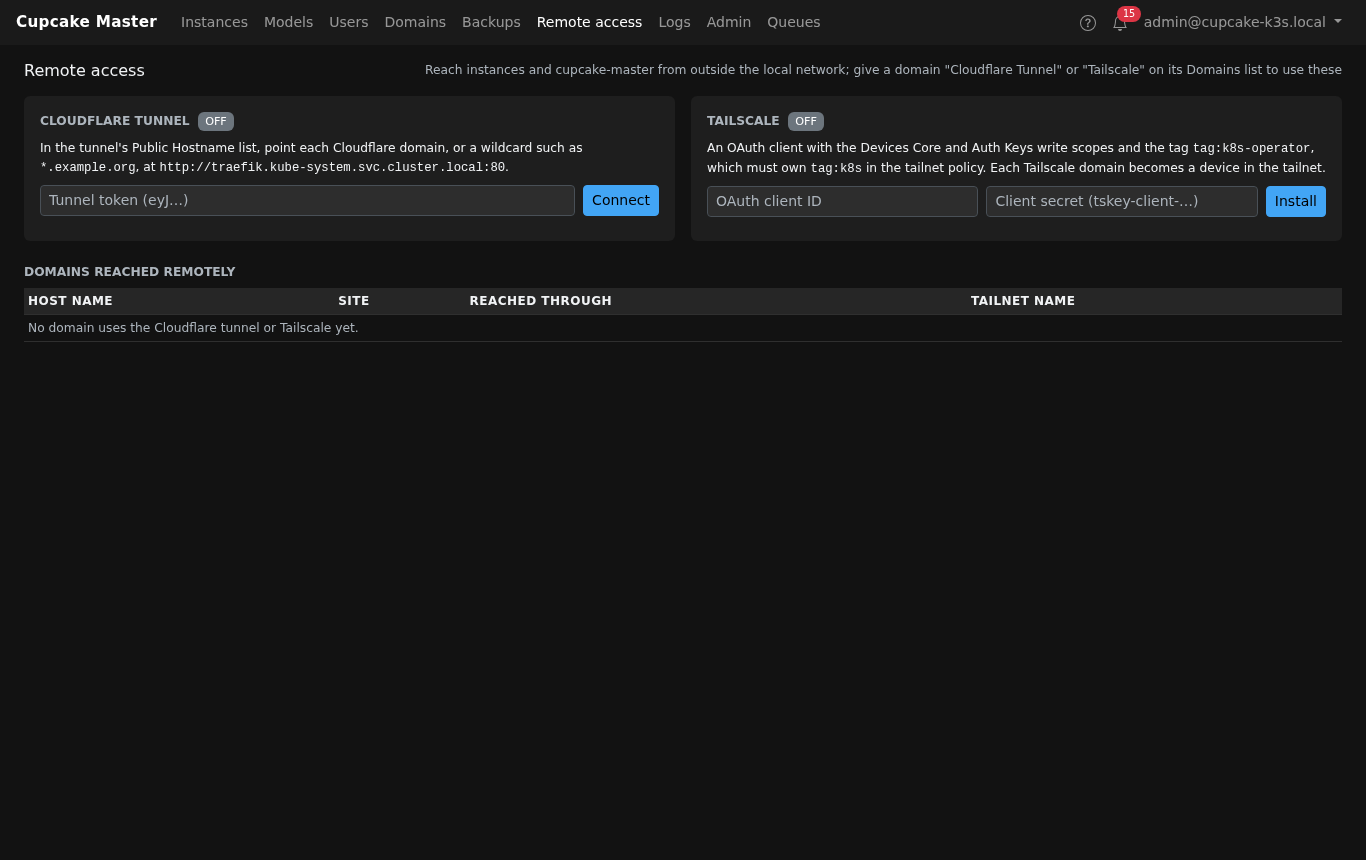 Cupcake Master Instances Models Users Domains Backups Remote access Logs Admin Queues 15 admin@cupcake-k3s.local
Remote access
Reach instances and cupcake-master from outside the local network; give a domain "Cloudflare Tunnel" or "Tailscale" on its Domains list to use these
CLOUDFLARE TUNNEL OFF
In the tunnel's Public Hostname list, point each Cloudflare domain, or a wildcard such as
*.example.org, at http://traefik.kube-system.svc.cluster.local:80.
Tunnel token (eyJ...) Connect
TAILSCALE OFF
An OAuth client with the Devices Core and Auth Keys write scopes and the tag tag:k8s-operator,
which must own tag:k8s in the tailnet policy. Each Tailscale domain becomes a device in the tailnet.
OAuth client ID Client secret (tskey-client-...) Install
DOMAINS REACHED REMOTELY
HOST NAME SITE REACHED THROUGH TAILNET NAME
No domain uses the Cloudflare tunnel or Tailscale yet.